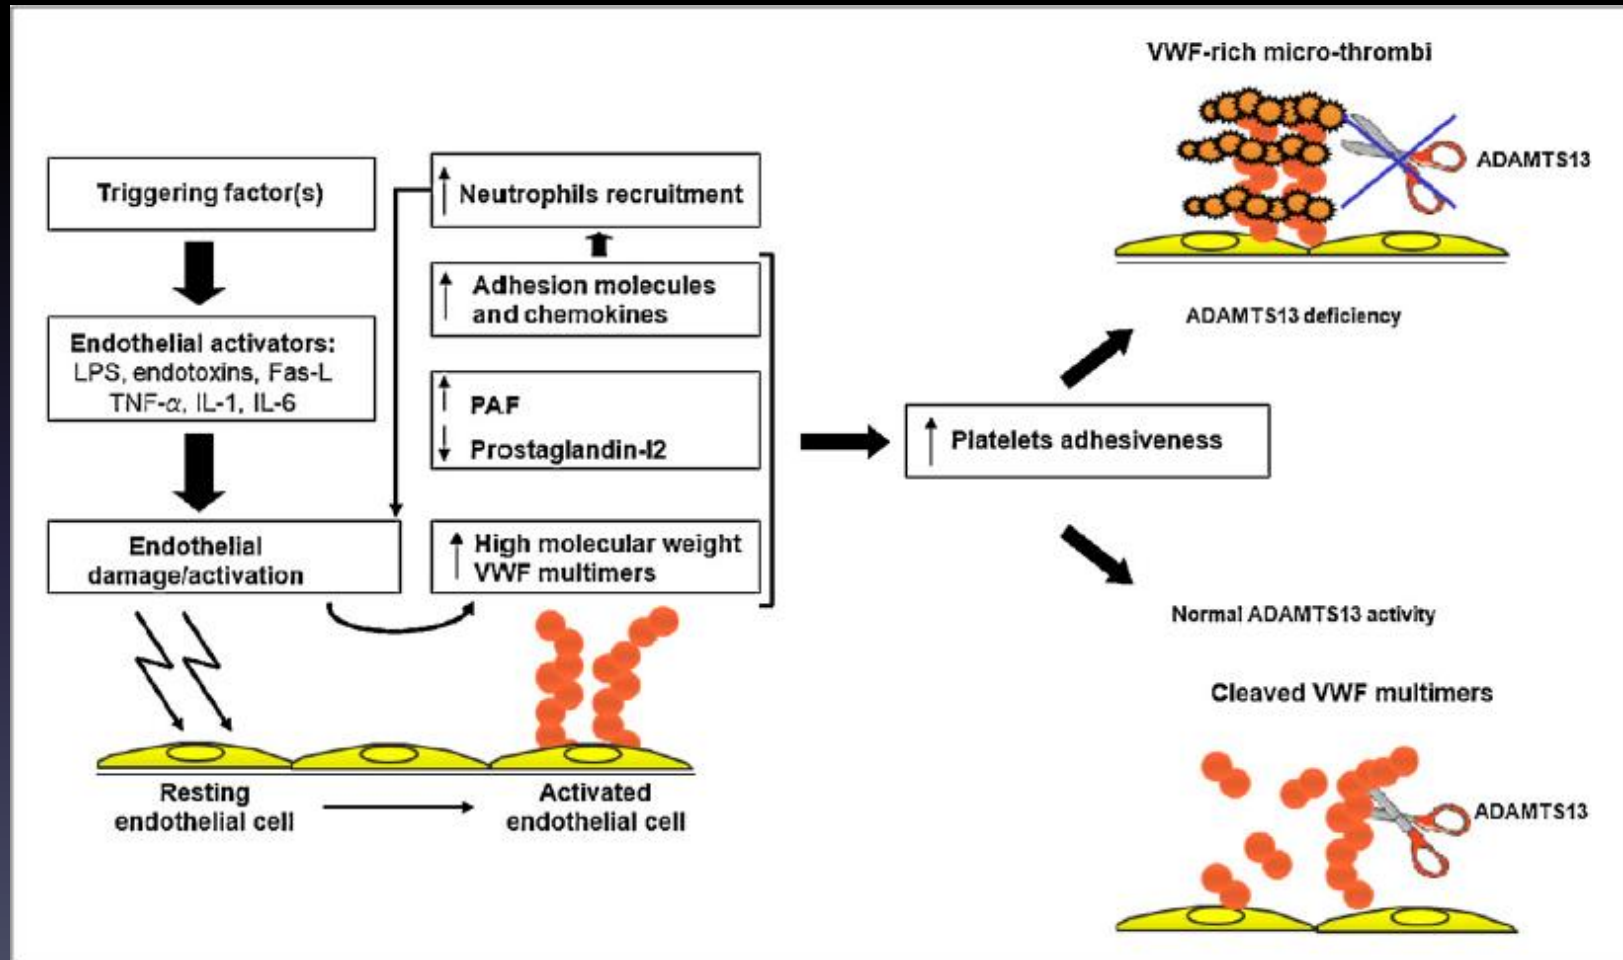 Triggering factor(s)
Endothelial activators:
LPS, endotoxins, Fas-L
TNF-α, IL-1, IL-6
Endothelial
damage/activation
Resting
endothelial cell
Activated
endothelial cell
Neutrophils recruitment
Adhesion molecules
and chemokines
PAF
Prostaglandin-I2
High molecular weight
VWF multimers
Platelets adhesiveness
VWF-rich micro-thrombi
ADAMTS13
ADAMTS13 deficiency
Normal ADAMTS13 activity
Cleaved VWF multimers
ADAMTS13